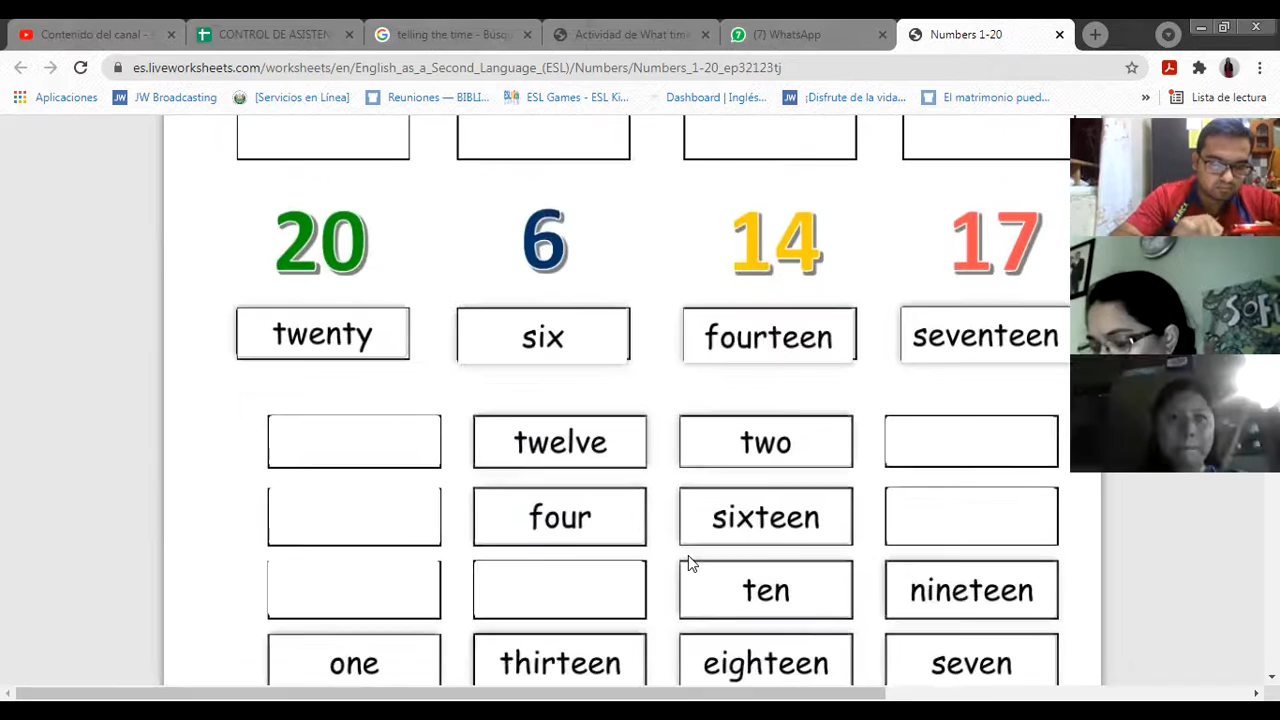 Contenido del canal -
CONTROL DE ASISTEN
telling the time - Busq
Actividad de What time
(7) WhatsApp
Numbers 1-20
es.liveworksheets.com/worksheets/en/English_as_a_Second_Language_(ESL)/Numbers/Numbers_1-20_ep32123tj
Aplicaciones
JW Broadcasting
[Servicios en Línea]
Reuniones — BIBLI...
ESL Games - ESL Ki...
Dashboard | Inglés...
¡Disfrute de la vida...
El matrimonio pued...
»
Lista de lectura
20 6 14 17
twenty six fourteen seventeen
twelve two
four sixteen
ten nineteen
one thirteen eighteen seven
SOFI